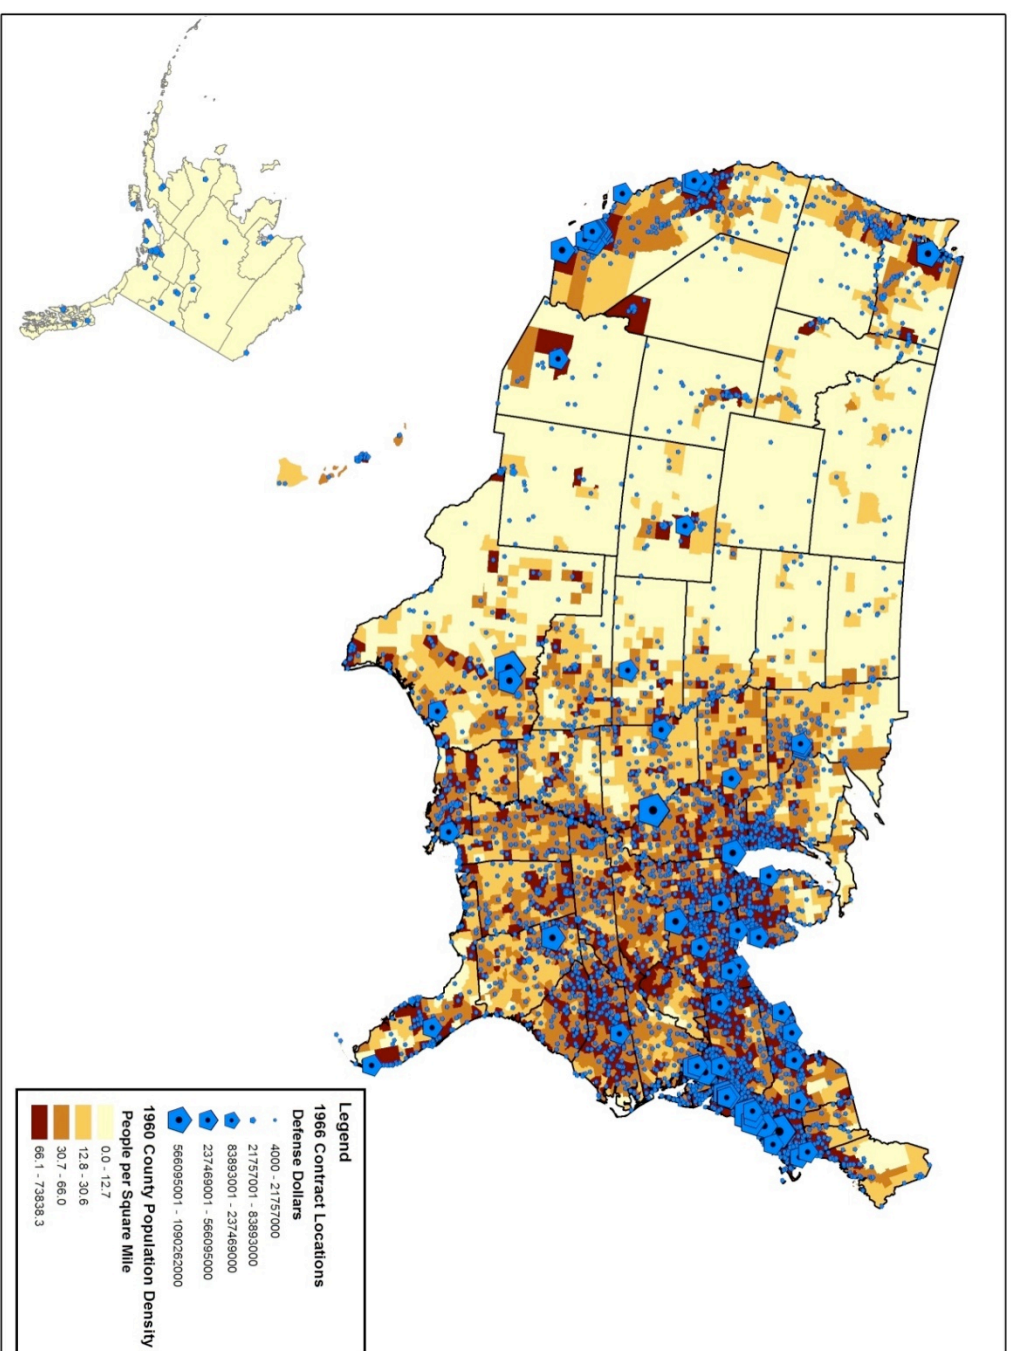 Legend
1966 Contract Locations
Defense Dollars
4000 - 21757000
21757001 - 83893000
83893001 - 237469000
237469001 - 566095000
566095001 - 1090262000
1960 County Population Density
People per Square Mile
0.0 - 12.7
12.8 - 30.6
30.7 - 66.0
66.1 - 73838.3